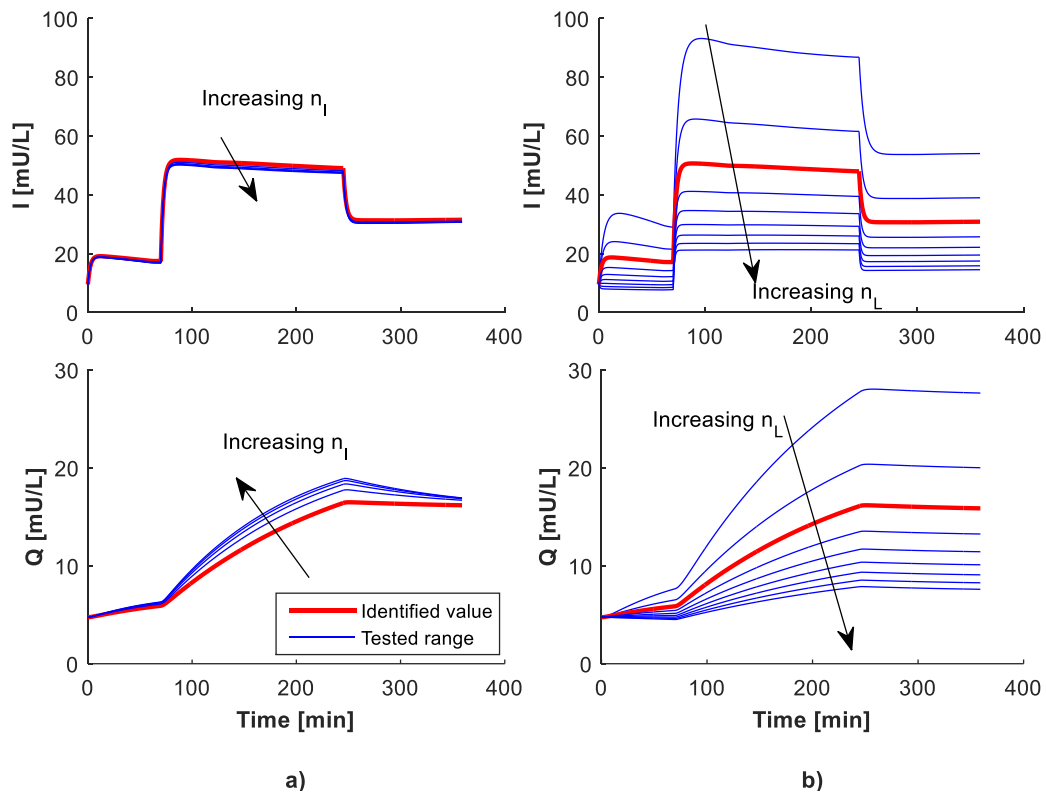 100
80
60
40
20
0
I [mU/L]
Increasing n_I
0 100 200 300 400
100
80
60
40
20
0
I [mU/L]
Increasing n_L
0 100 200 300 400
30
20
10
0
Q [mU/L]
Increasing n_I
Identified value
Tested range
0 100 200 300 400
Time [min]
30
20
10
0
Q [mU/L]
Increasing n_L
0 100 200 300 400
Time [min]
a)
b)